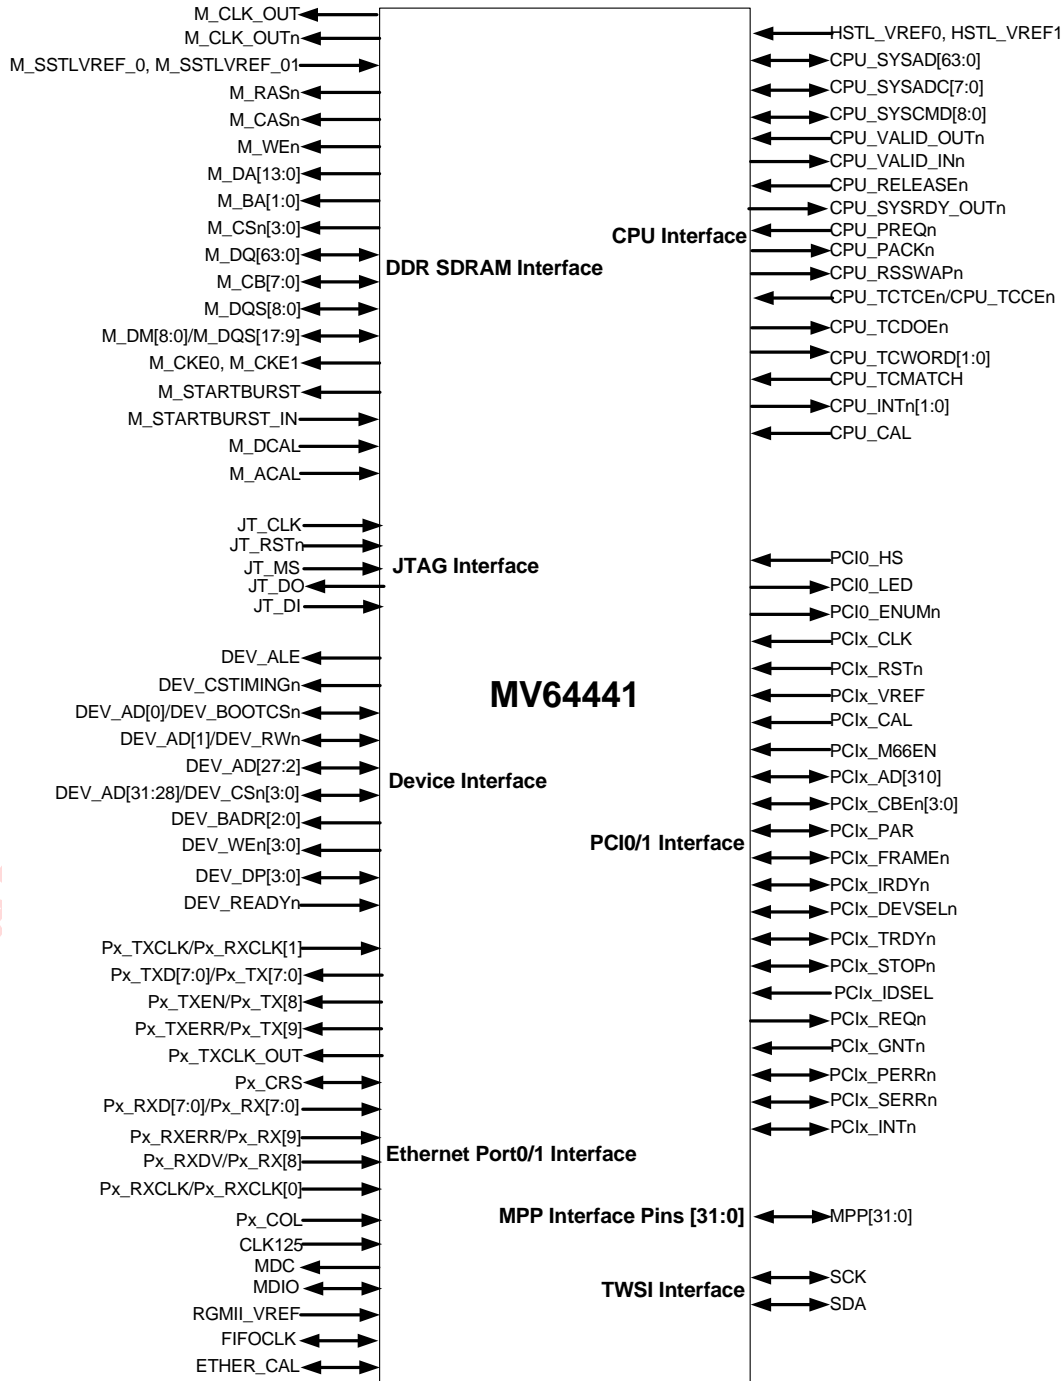 M_CLK_OUT
M_CLK_OUTn
M_SSTLVREF_0, M_SSTLVREF_01
M_RASn
M_CASn
M_WEn
M_DA[13:0]
M_BA[1:0]
M_CSn[3:0]
M_DQ[63:0]
M_CB[7:0]
M_DQS[8:0]
M_DM[8:0]/M_DQS[17:9]
M_CKE0, M_CKE1
M_STARTBURST
M_STARTBURST_IN
M_DCAL
M_ACAL
DDR SDRAM Interface
JT_CLK
JT_RSTn
JT_MS
JT_DO
JT_DI
JTAG Interface
DEV_ALE
DEV_CSTIMINGn
DEV_AD[0]/DEV_BOOTCSn
DEV_AD[1]/DEV_RWn
DEV_AD[27:2]
DEV_AD[31:28]/DEV_CSn[3:0]
DEV_BADR[2:0]
DEV_WEn[3:0]
DEV_DP[3:0]
DEV_READYn
Device Interface
Px_TXCLK/Px_RXCLK[1]
Px_TXD[7:0]/Px_TX[7:0]
Px_TXEN/Px_TX[8]
Px_TXERR/Px_TX[9]
Px_TXCLK_OUT
Px_CRS
Px_RXD[7:0]/Px_RX[7:0]
Px_RXERR/Px_RX[9]
Px_RXDV/Px_RX[8]
Px_RXCLK/Px_RXCLK[0]
Px_COL
CLK125
MDC
MDIO
RGMII_VREF
FIFOCLK
ETHER_CAL
Ethernet Port0/1 Interface
MV64441
CPU Interface
HSTL_VREF0, HSTL_VREF1
CPU_SYSAD[63:0]
CPU_SYSADC[7:0]
CPU_SYSCMD[8:0]
CPU_VALID_OUTn
CPU_VALID_INn
CPU_RELEASEn
CPU_SYSRDY_OUTn
CPU_PREQn
CPU_PACKn
CPU_RSSWAPn
CPU_TCTCEn/CPU_TCCEn
CPU_TCDOEn
CPU_TCWORD[1:0]
CPU_TCMATCH
CPU_INTn[1:0]
CPU_CAL
PCI0/1 Interface
PCI0_HS
PCI0_LED
PCI0_ENUMn
PCIx_CLK
PCIx_RSTn
PCIx_VREF
PCIx_CAL
PCIx_M66EN
PCIx_AD[310]
PCIx_CBEn[3:0]
PCIx_PAR
PCIx_FRAMEn
PCIx_IRDYn
PCIx_DEVSELn
PCIx_TRDYn
PCIx_STOPn
PCIx_IDSEL
PCIx_REQn
PCIx_GNTn
PCIx_PERRn
PCIx_SERRn
PCIx_INTn
MPP Interface Pins [31:0]
MPP[31:0]
TWSI Interface
SCK
SDA